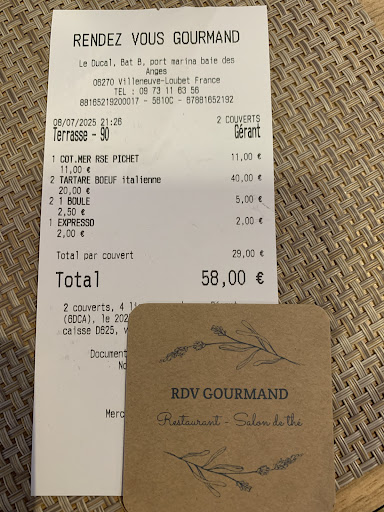 RENDEZ VOUS GOURMAND
Le Ducal, Bat B, port marina baie des
Anges
06270 Villeneuve-Loubet France
TEL : 09 73 11 63 56
88165219200017 - 5610C - 87881652192
08/07/2025 21:26
2 COUVERTS
Terrasse - 90
Gérant
1 COT.MER RSE PICHET 11,00 €
11,00 €
2 TARTARE BOEUF italienne 40,00 €
20,00 €
2 1 BOULE 5,00 €
2,50 €
1 EXPRESSO 2,00 €
2,00 €
Total par couvert 29,00 €
Total 58,00 €
2 couverts, 4 
(6DCA), le 202
caisse D625, v
Document
No
Merc
RDV GOURMAND
Restaurant - Salon de thé